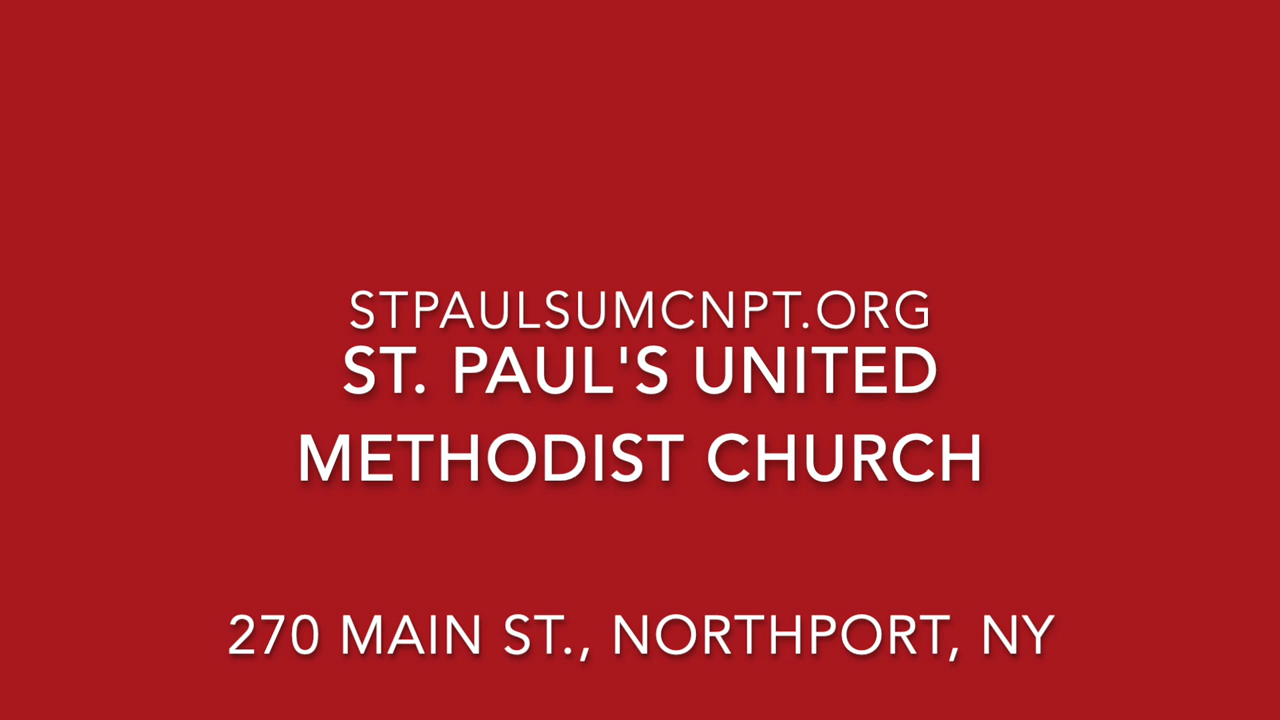 STPAULSUMCNPT.ORG
ST. PAUL'S UNITED
METHODIST CHURCH
270 MAIN ST., NORTHPORT, NY